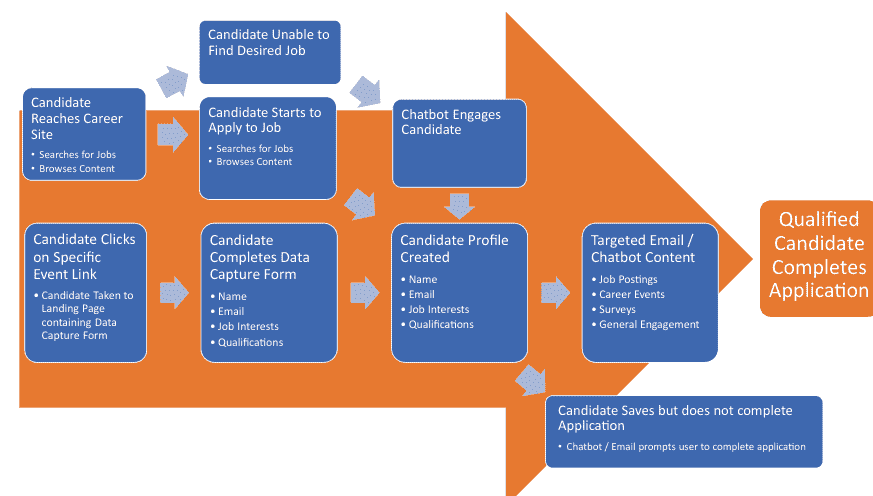 Candidate Unable to
Find Desired Job
Candidate
Reaches Career
Site
• Searches for Jobs
• Browses Content
Candidate Starts to
Apply to Job
• Searches for Jobs
• Browses Content
Chatbot Engages
Candidate
Candidate Clicks
on Specific
Event Link
• Candidate Taken to
Landing Page
containing Data
Capture Form
Candidate
Completes Data
Capture Form
• Name
• Email
• Job Interests
• Qualifications
Candidate Profile
Created
• Name
• Email
• Job Interests
• Qualifications
Targeted Email /
Chatbot Content
• Job Postings
• Career Events
• Surveys
• General Engagement
Qualified
Candidate
Completes
Application
Candidate Saves but does not complete
Application
• Chatbot / Email prompts user to complete application